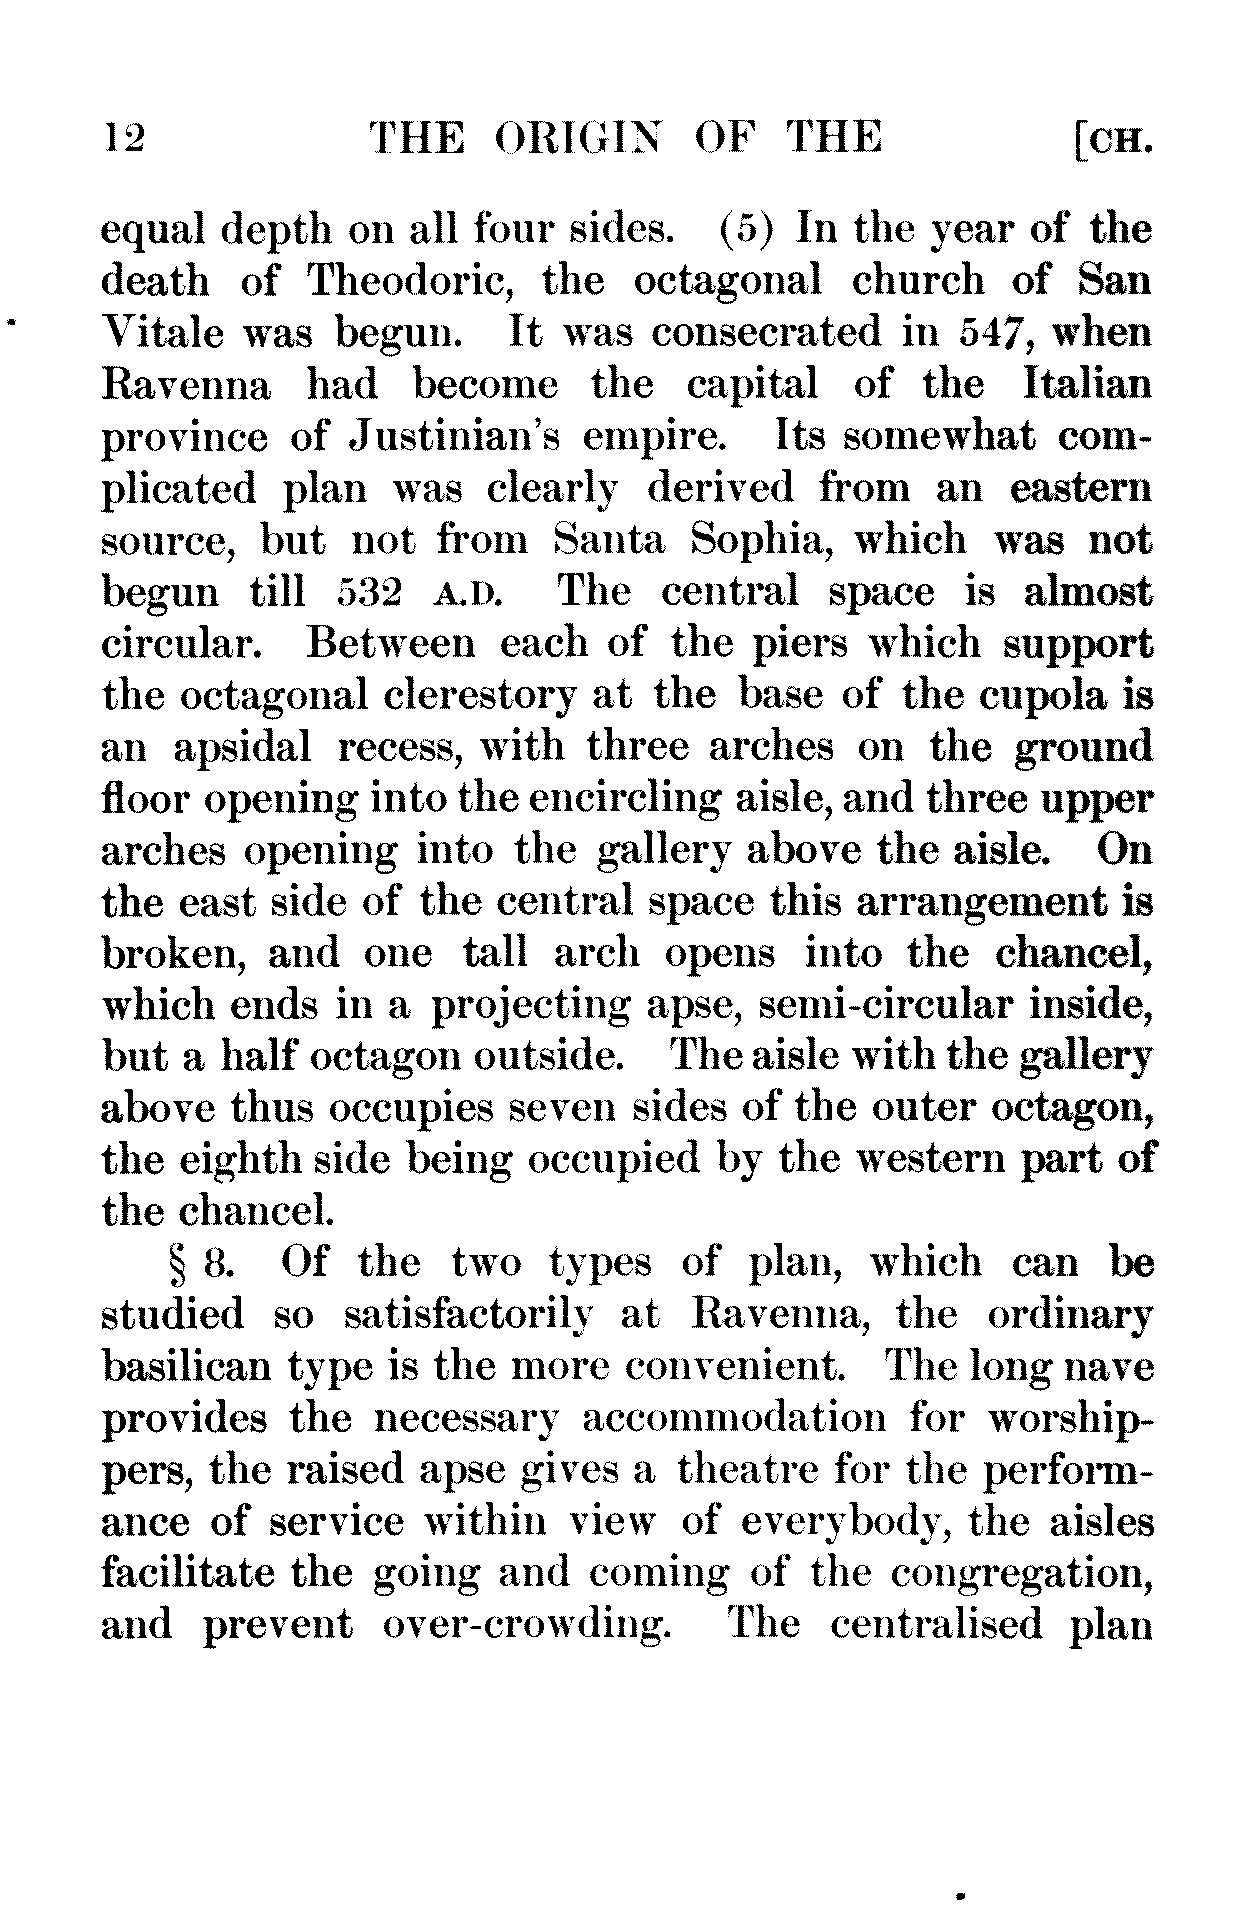 12 THE ORIGIN OF THE [CH.
equal depth on all four sides. (5) In the year of the
death of Theodoric, the octagonal church of San
Vitale was begun. It was consecrated in 547, when
Ravenna had become the capital of the Italian
province of Justinian's empire. Its somewhat com-
plicated plan was clearly derived from an eastern
source, but not from Santa Sophia, which was not
begun till 532 A.D. The central space is almost
circular. Between each of the piers which support
the octagonal clerestory at the base of the cupola is
an apsidal recess, with three arches on the ground
floor opening into the encircling aisle, and three upper
arches opening into the gallery above the aisle. On
the east side of the central space this arrangement is
broken, and one tall arch opens into the chancel,
which ends in a projecting apse, semi-circular inside,
but a half octagon outside. The aisle with the gallery
above thus occupies seven sides of the outer octagon,
the eighth side being occupied by the western part of
the chancel.
§ 8. Of the two types of plan, which can be
studied so satisfactorily at Ravenna, the ordinary
basilican type is the more convenient. The long nave
provides the necessary accommodation for worship-
pers, the raised apse gives a theatre for the perform-
ance of service within view of everybody, the aisles
facilitate the going and coming of the congregation,
and prevent over-crowding. The centralised plan